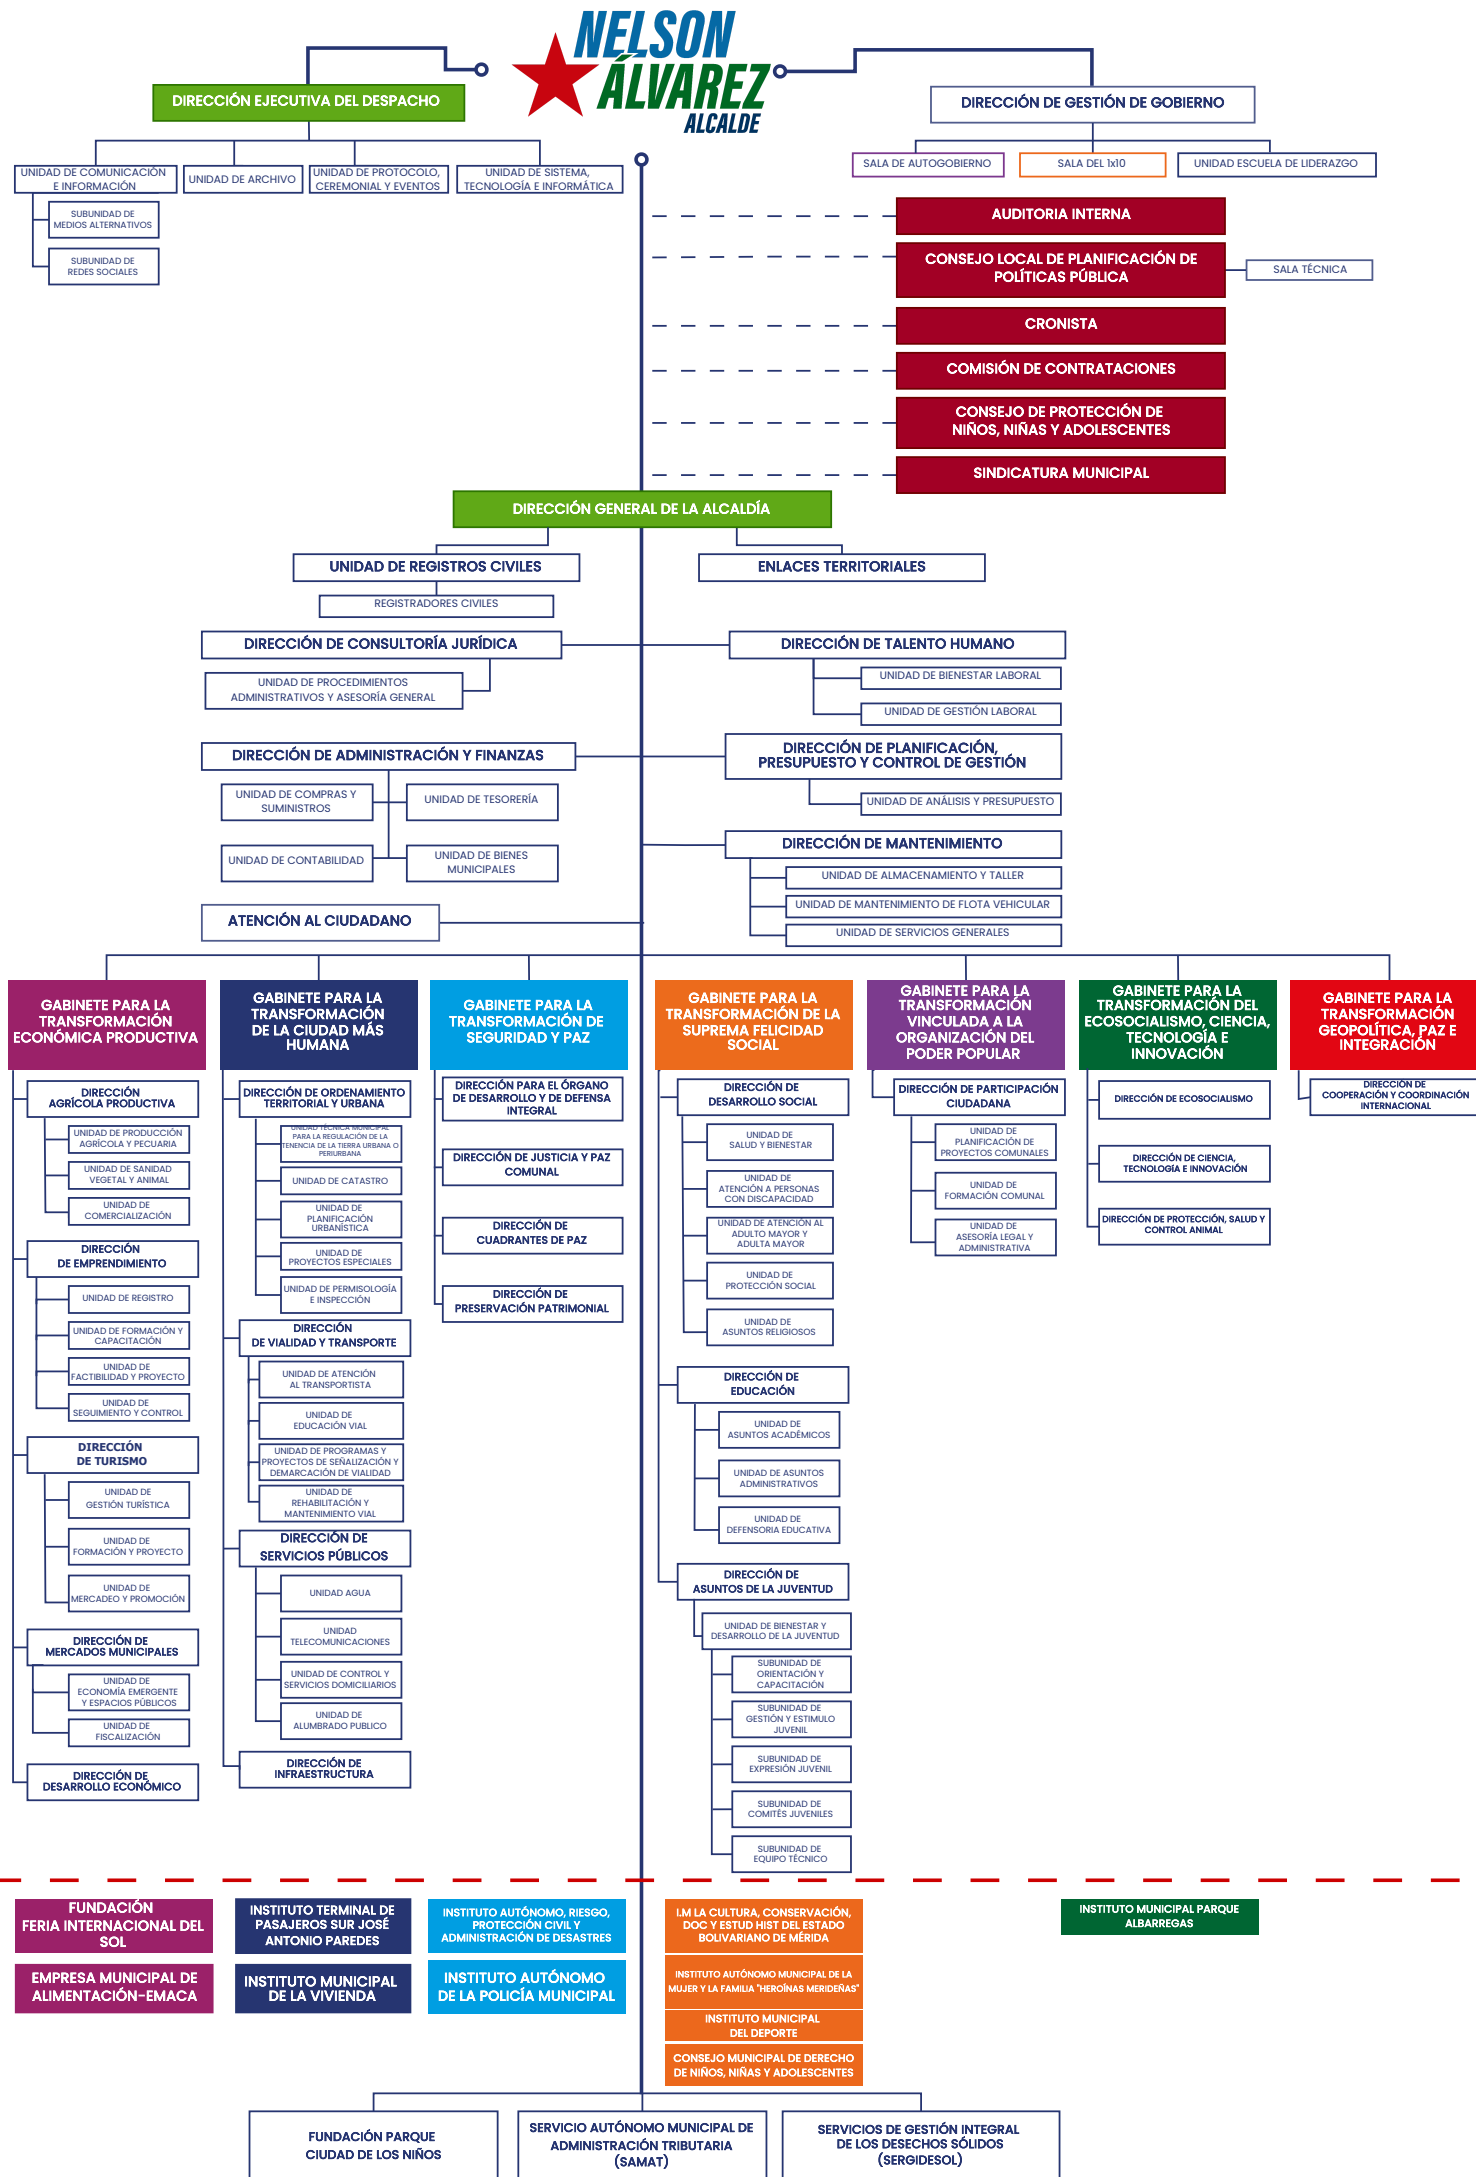 NELSON
ÁLVAREZ
ALCALDE
DIRECCIÓN EJECUTIVA DEL DESPACHO
UNIDAD DE COMUNICACIÓN
E INFORMACIÓN
SUBUNIDAD DE
MEDIOS ALTERNATIVOS
SUBUNIDAD DE
REDES SOCIALES
UNIDAD DE ARCHIVO
UNIDAD DE PROTOCOLO,
CEREMONIAL Y EVENTOS
UNIDAD DE SISTEMA,
TECNOLOGÍA E INFORMÁTICA
DIRECCIÓN DE GESTIÓN DE GOBIERNO
SALA DE AUTOGOBIERNO
SALA DEL 1x10
UNIDAD ESCUELA DE LIDERAZGO
AUDITORIA INTERNA
CONSEJO LOCAL DE PLANIFICACIÓN DE
POLÍTICAS PÚBLICA
SALA TÉCNICA
CRONISTA
COMISIÓN DE CONTRATACIONES
CONSEJO DE PROTECCIÓN DE
NIÑOS, NIÑAS Y ADOLESCENTES
SINDICATURA MUNICIPAL
DIRECCIÓN GENERAL DE LA ALCALDÍA
UNIDAD DE REGISTROS CIVILES
REGISTRADORES CIVILES
ENLACES TERRITORIALES
DIRECCIÓN DE CONSULTORÍA JURÍDICA
UNIDAD DE PROCEDIMIENTOS
ADMINISTRATIVOS Y ASESORÍA GENERAL
DIRECCIÓN DE TALENTO HUMANO
UNIDAD DE BIENESTAR LABORAL
UNIDAD DE GESTIÓN LABORAL
DIRECCIÓN DE ADMINISTRACIÓN Y FINANZAS
UNIDAD DE COMPRAS Y
SUMINISTROS
UNIDAD DE TESORERÍA
UNIDAD DE CONTABILIDAD
UNIDAD DE BIENES
MUNICIPALES
DIRECCIÓN DE PLANIFICACIÓN,
PRESUPUESTO Y CONTROL DE GESTIÓN
UNIDAD DE ANÁLISIS Y PRESUPUESTO
DIRECCIÓN DE MANTENIMIENTO
UNIDAD DE ALMACENAMIENTO Y TALLER
UNIDAD DE MANTENIMIENTO DE FLOTA VEHICULAR
UNIDAD DE SERVICIOS GENERALES
ATENCIÓN AL CIUDADANO
GABINETE PARA LA
TRANSFORMACIÓN
ECONÓMICA PRODUCTIVA
DIRECCIÓN
AGRÍCOLA PRODUCTIVA
UNIDAD DE PRODUCCIÓN
AGRÍCOLA Y PECUARIA
UNIDAD DE SANIDAD
VEGETAL Y ANIMAL
UNIDAD DE
COMERCIALIZACIÓN
DIRECCIÓN
DE EMPRENDIMIENTO
UNIDAD DE REGISTRO
UNIDAD DE FORMACIÓN Y
CAPACITACIÓN
UNIDAD DE
FACTIBILIDAD Y PROYECTO
UNIDAD DE
SEGUIMIENTO Y CONTROL
DIRECCIÓN
DE TURISMO
UNIDAD DE
GESTIÓN TURÍSTICA
UNIDAD DE
FORMACIÓN Y PROYECTO
UNIDAD DE
MERCADEO Y PROMOCIÓN
DIRECCIÓN DE
MERCADOS MUNICIPALES
UNIDAD DE
ECONOMÍA EMERGENTE
Y ESPACIOS PÚBLICOS
UNIDAD DE
FISCALIZACIÓN
DIRECCIÓN DE
DESARROLLO ECONÓMICO
GABINETE PARA LA
TRANSFORMACIÓN
DE LA CIUDAD MÁS
HUMANA
DIRECCIÓN DE ORDENAMIENTO
TERRITORIAL Y URBANA
UNIDAD TÉCNICA MUNICIPAL
PARA LA REGULACIÓN DE LA
TENENCIA DE LA TIERRA URBANA O
PERIURBANA
UNIDAD DE CATASTRO
UNIDAD DE
PLANIFICACIÓN
URBANÍSTICA
UNIDAD DE
PROYECTOS ESPECIALES
UNIDAD DE PERMISOLOGÍA
E INSPECCIÓN
DIRECCIÓN
DE VIALIDAD Y TRANSPORTE
UNIDAD DE ATENCIÓN
AL TRANSPORTISTA
UNIDAD DE
EDUCACIÓN VIAL
UNIDAD DE PROGRAMAS Y
PROYECTOS DE SEÑALIZACIÓN Y
DEMARCACIÓN DE VIALIDAD
UNIDAD DE
REHABILITACIÓN Y
MANTENIMIENTO VIAL
DIRECCIÓN DE
SERVICIOS PÚBLICOS
UNIDAD AGUA
UNIDAD
TELECOMUNICACIONES
UNIDAD DE CONTROL Y
SERVICIOS DOMICILIARIOS
UNIDAD DE
ALUMBRADO PUBLICO
DIRECCIÓN DE
INFRAESTRUCTURA
GABINETE PARA LA
TRANSFORMACIÓN DE
SEGURIDAD Y PAZ
DIRECCIÓN PARA EL ÓRGANO
DE DESARROLLO Y DE DEFENSA
INTEGRAL
DIRECCIÓN DE JUSTICIA Y PAZ
COMUNAL
DIRECCIÓN DE
CUADRANTES DE PAZ
DIRECCIÓN DE
PRESERVACIÓN PATRIMONIAL
GABINETE PARA LA
TRANSFORMACIÓN DE LA
SUPREMA FELICIDAD
SOCIAL
DIRECCIÓN DE
DESARROLLO SOCIAL
UNIDAD DE
SALUD Y BIENESTAR
UNIDAD DE
ATENCIÓN A PERSONAS
CON DISCAPACIDAD
UNIDAD DE ATENCIÓN AL
ADULTO MAYOR Y
ADULTA MAYOR
UNIDAD DE
PROTECCIÓN SOCIAL
UNIDAD DE
ASUNTOS RELIGIOSOS
DIRECCIÓN DE
EDUCACIÓN
UNIDAD DE
ASUNTOS ACADÉMICOS
UNIDAD DE ASUNTOS
ADMINISTRATIVOS
UNIDAD DE
DEFENSORIA EDUCATIVA
DIRECCIÓN DE
ASUNTOS DE LA JUVENTUD
UNIDAD DE BIENESTAR Y
DESARROLLO DE LA JUVENTUD
SUBUNIDAD DE
ORIENTACIÓN Y
CAPACITACIÓN
SUBUNIDAD DE
GESTIÓN Y ESTIMULO
JUVENIL
SUBUNIDAD DE
EXPRESIÓN JUVENIL
SUBUNIDAD DE
COMITÉS JUVENILES
SUBUNIDAD DE
EQUIPO TÉCNICO
GABINETE PARA LA
TRANSFORMACIÓN
VINCULADA A LA
ORGANIZACIÓN DEL
PODER POPULAR
DIRECCIÓN DE PARTICIPACIÓN
CIUDADANA
UNIDAD DE
PLANIFICACIÓN DE
PROYECTOS COMUNALES
UNIDAD DE
FORMACIÓN COMUNAL
UNIDAD DE
ASESORÍA LEGAL Y
ADMINISTRATIVA
GABINETE PARA LA
TRANSFORMACIÓN DEL
ECOSOCIALISMO, CIENCIA,
TECNOLOGÍA E
INNOVACIÓN
DIRECCIÓN DE ECOSOCIALISMO
DIRECCIÓN DE CIENCIA,
TECNOLOGÍA E INNOVACIÓN
DIRECCIÓN DE PROTECCIÓN, SALUD Y
CONTROL ANIMAL
GABINETE PARA LA
TRANSFORMACIÓN
GEOPOLÍTICA, PAZ E
INTEGRACIÓN
DIRECCIÓN DE
COOPERACIÓN Y COORDINACIÓN
INTERNACIONAL
FUNDACIÓN
FERIA INTERNACIONAL DEL
SOL
EMPRESA MUNICIPAL DE
ALIMENTACIÓN-EMACA
INSTITUTO TERMINAL DE
PASAJEROS SUR JOSÉ
ANTONIO PAREDES
INSTITUTO MUNICIPAL
DE LA VIVIENDA
INSTITUTO AUTÓNOMO, RIESGO,
PROTECCIÓN CIVIL Y
ADMINISTRACIÓN DE DESASTRES
INSTITUTO AUTÓNOMO
DE LA POLICÍA MUNICIPAL
I.M LA CULTURA, CONSERVACIÓN,
DOC Y ESTUD HIST DEL ESTADO
BOLIVARIANO DE MÉRIDA
INSTITUTO AUTÓNOMO MUNICIPAL DE LA
MUJER Y LA FAMILIA "HEROÍNAS MERIDEÑAS"
INSTITUTO MUNICIPAL
DEL DEPORTE
CONSEJO MUNICIPAL DE DERECHO
DE NIÑOS, NIÑAS Y ADOLESCENTES
INSTITUTO MUNICIPAL PARQUE
ALBARREGAS
FUNDACIÓN PARQUE
CIUDAD DE LOS NIÑOS
SERVICIO AUTÓNOMO MUNICIPAL DE
ADMINISTRACIÓN TRIBUTARIA
(SAMAT)
SERVICIOS DE GESTIÓN INTEGRAL
DE LOS DESECHOS SÓLIDOS
(SERGIDESOL)